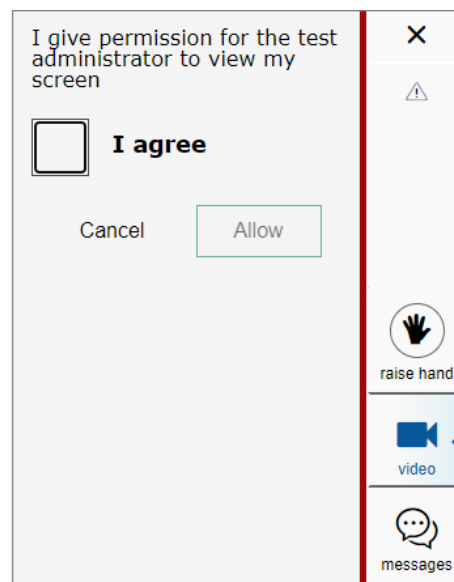 I give permission for the test
administrator to view my
screen
I agree
Cancel
Allow
raise hand
video
messages